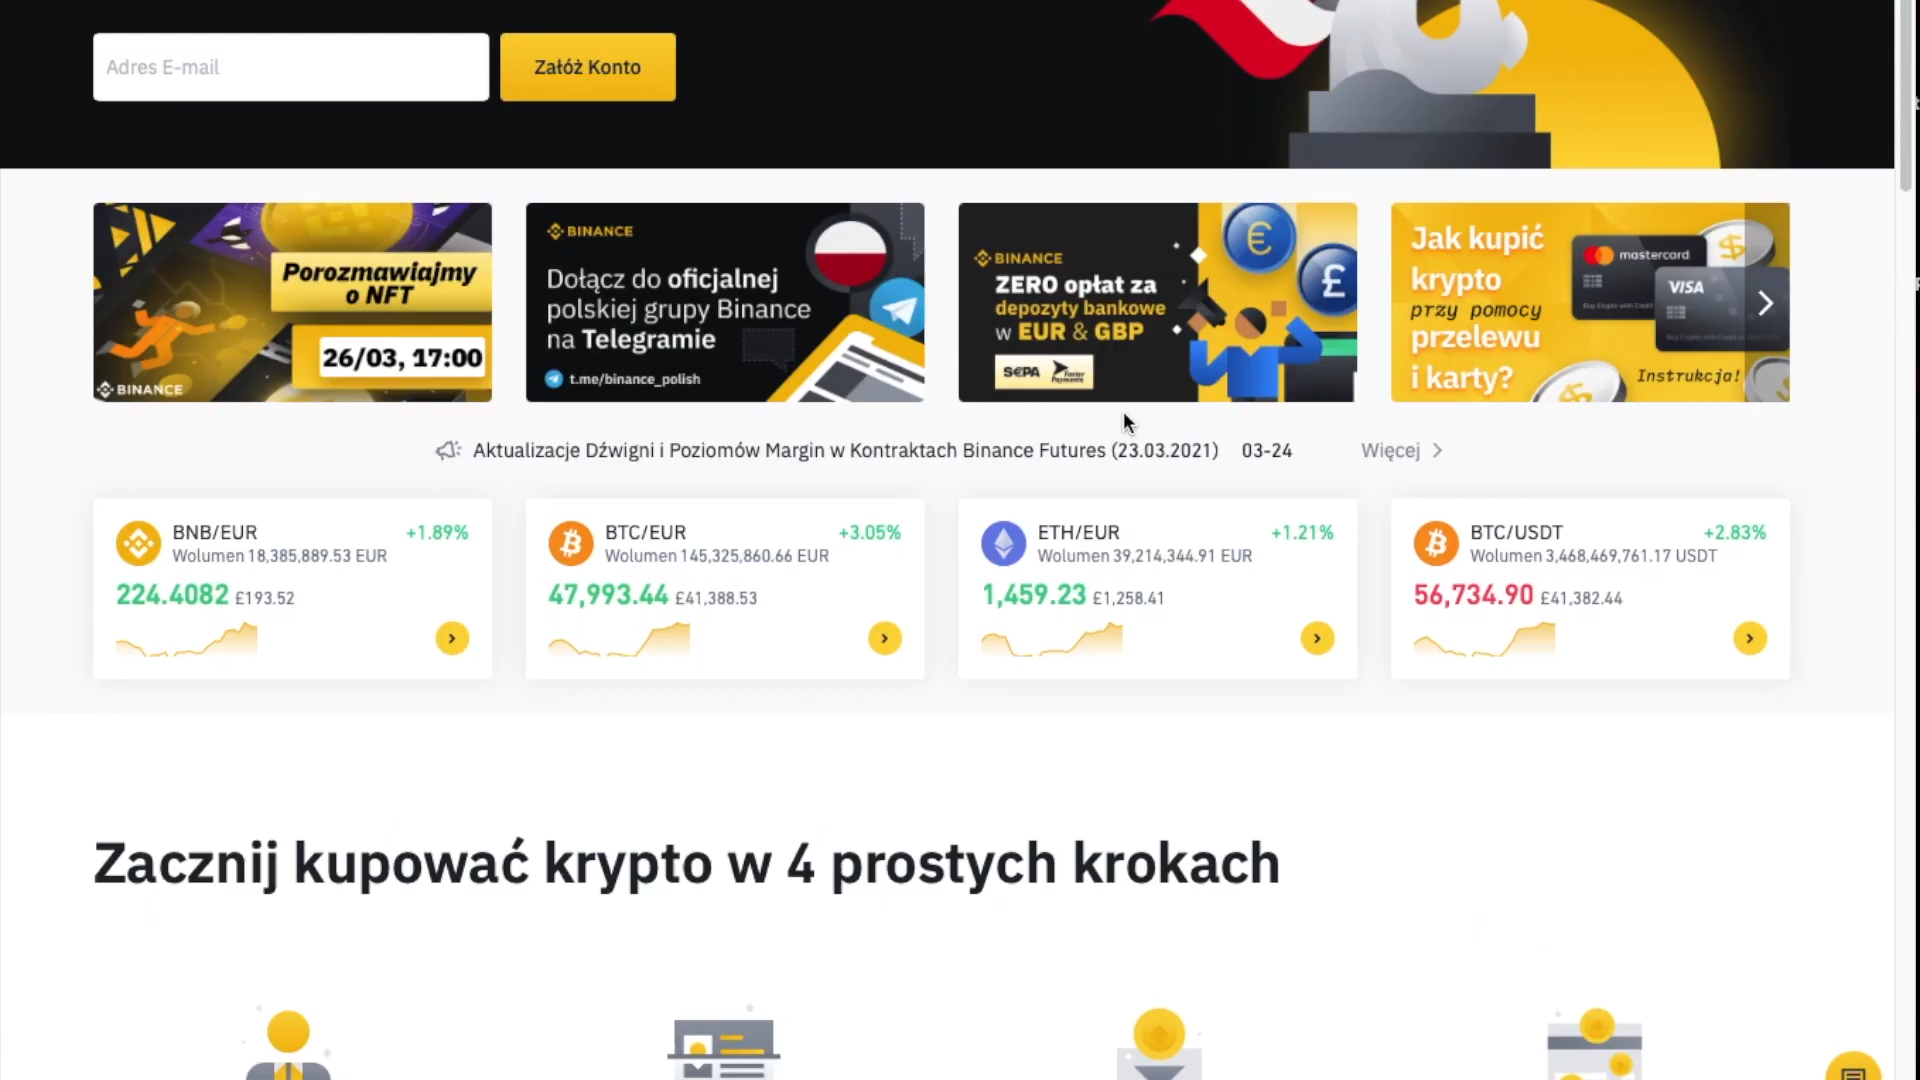 Adres E-mail
Załóż Konto
Porozmawiajmy
o NFT
26/03, 17:00
BINANCE
BINANCE
Dołącz do oficjalnej
polskiej grupy Binance
na Telegramie
t.me/binance_polish
BINANCE
ZERO opłat za
depozyty bankowe
w EUR & GBP
SEPA
Faster
Payments
Jak kupić
krypto
przy pomocy
przelewu
i karty?
mastercard
VISA
Instrukcja!
Aktualizacje Dźwigni i Poziomów Margin w Kontraktach Binance Futures (23.03.2021) 03-24 Więcej
BNB/EUR +1.89%
Wolumen 18,385,889.53 EUR
224.4082 £193.52
BTC/EUR +3.05%
Wolumen 145,325,860.66 EUR
47,993.44 £41,388.53
ETH/EUR +1.21%
Wolumen 39,214,344.91 EUR
1,459.23 £1,258.41
BTC/USDT +2.83%
Wolumen 3,468,469,761.17 USDT
56,734.90 £41,382.44
Zacznij kupować krypto w 4 prostych krokach